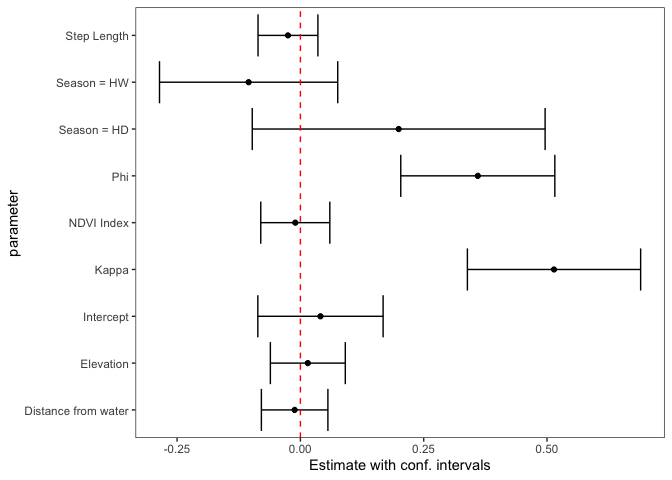 Step Length
Season = HW
Season = HD
Phi
NDVI Index
Kappa
Intercept
Elevation
Distance from water
parameter
-0.25 0.00 0.25 0.50
Estimate with conf. intervals